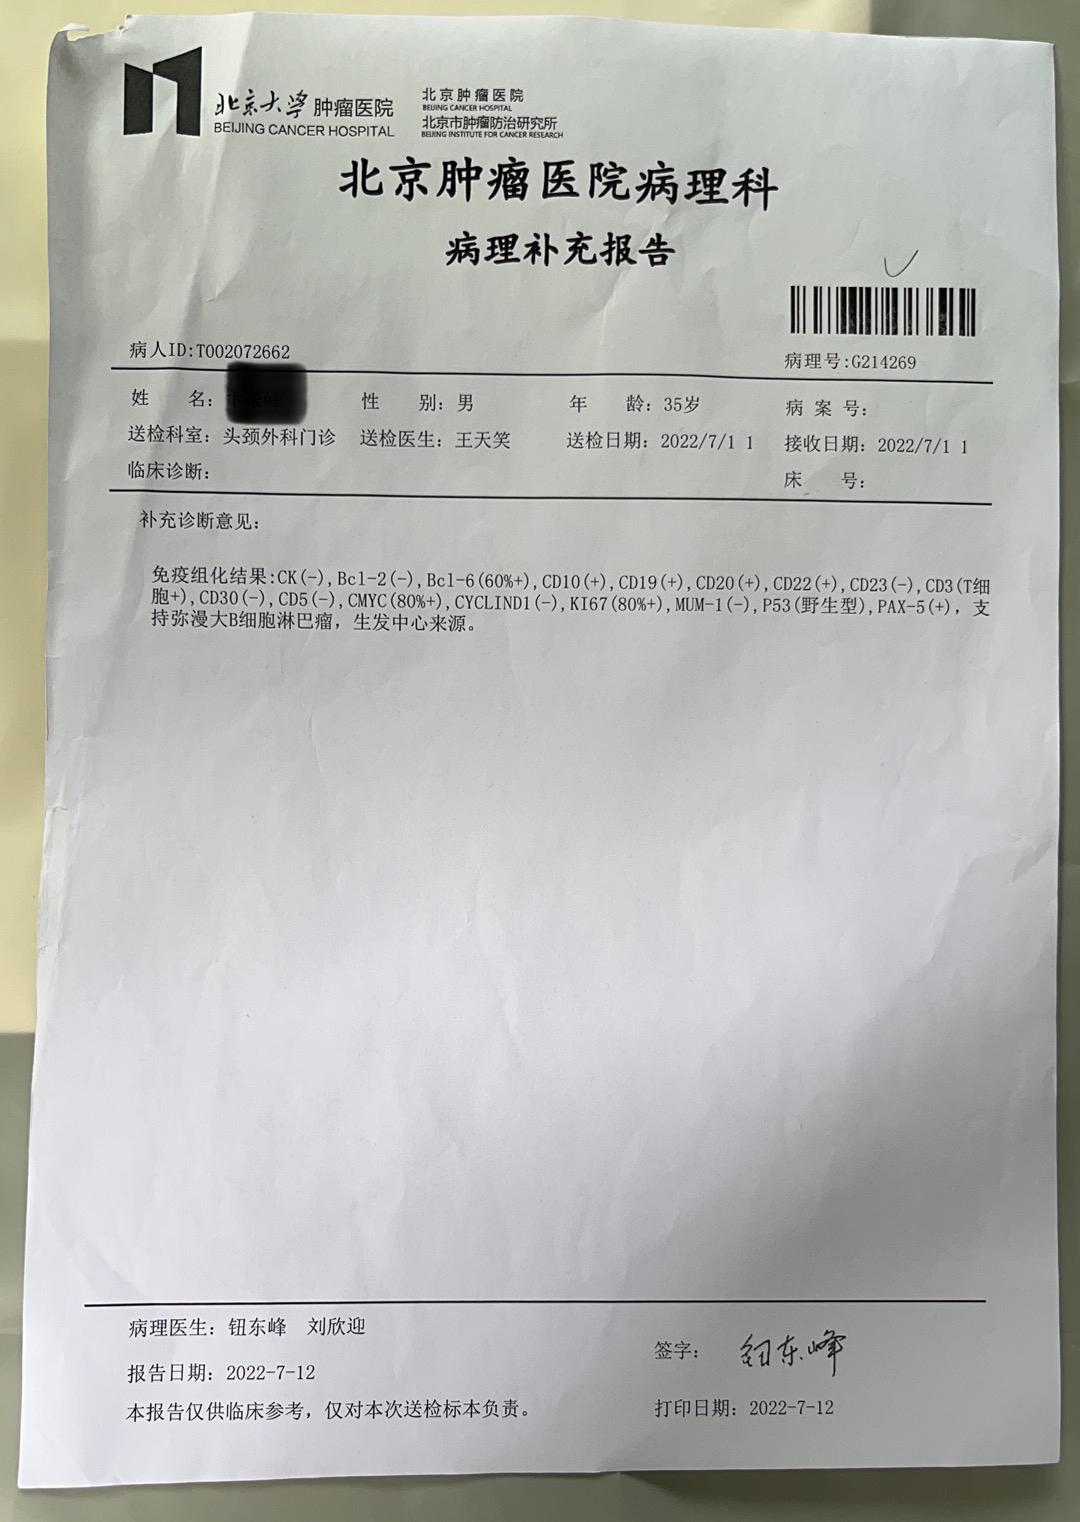 北京大学肿瘤医院
BEIJING CANCER HOSPITAL
北京肿瘤医院
BEIJING CANCER HOSPITAL
北京市肿瘤防治研究所
BEIJING INSTITUTE FOR CANCER RESEARCH
北京肿瘤医院病理科
病理补充报告
病人ID:T002072662
病理号:G214269
姓 名: 性 别: 男 年 龄: 35岁 病 案 号:
送检科室: 头颈外科门诊 送检医生: 王天笑 送检日期: 2022/7/1 1 接收日期: 2022/7/1 1
临床诊断: 床 号:
补充诊断意见:
免疫组化结果:CK(-),Bcl-2(-),Bcl-6(60%+),CD10(+),CD19(+),CD20(+),CD22(+),CD23(-),CD3(T细
胞+),CD30(-),CD5(-),CMYC(80%+),CYCLIND1(-),KI67(80%+),MUM-1(-),P53(野生型),PAX-5(+), 支
持弥漫大B细胞淋巴瘤, 生发中心来源。
病理医生: 钮东峰 刘欣迎
签字: 钮东峰
报告日期: 2022-7-12
本报告仅供临床参考, 仅对本次送检标本负责。
打印日期: 2022-7-12